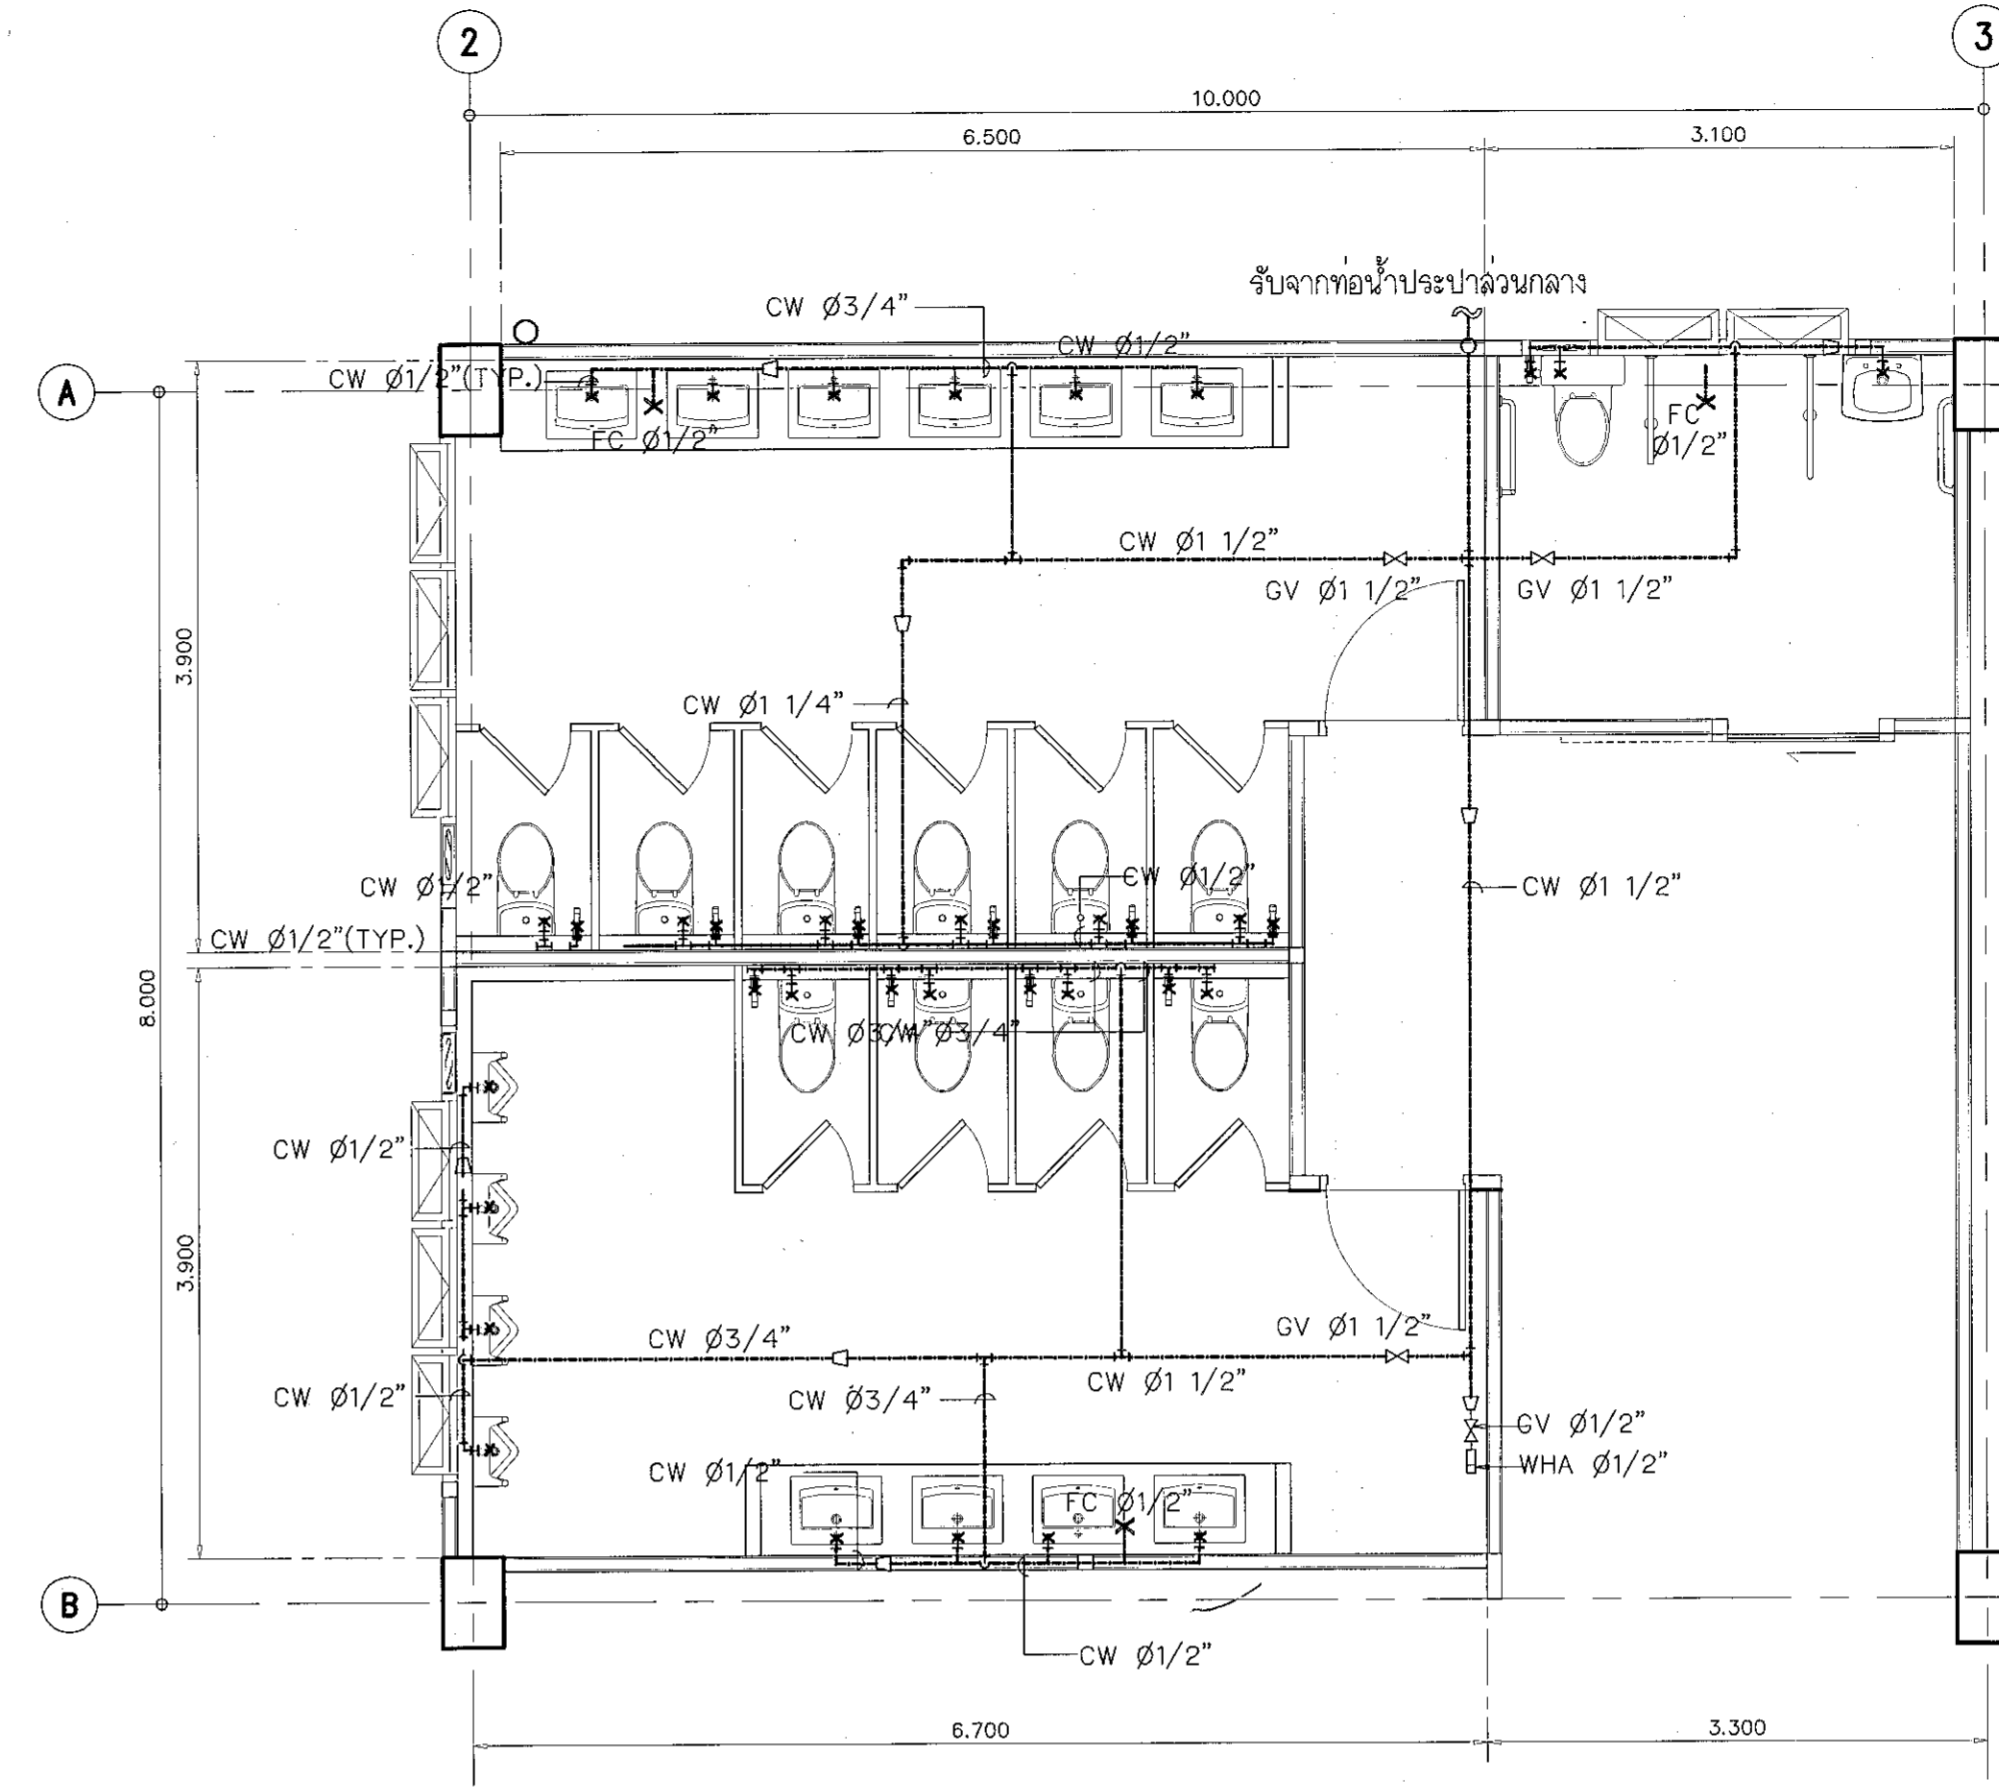 2
3
10.000
6.500
3.100
รับจากท่อน้ำประปาส่วนกลาง
CW Ø3/4"
CW Ø1/2"
A
CW Ø1/2"(TYP.)
FC Ø1/2"
FC
Ø1/2"
CW Ø1 1/2"
GV Ø1 1/2"
GV Ø1 1/2"
3.900
CW Ø1 1/4"
CW Ø1/2"
CW Ø1/2"
CW Ø1 1/2"
CW Ø1/2"(TYP.)
8.000
CW Ø3/4"
CW Ø3/4"
CW Ø1/2"
3.900
GV Ø1 1/2"
CW Ø3/4"
CW Ø1 1/2"
CW Ø1/2"
CW Ø3/4"
GV Ø1/2"
CW Ø1/2"
WHA Ø1/2"
FC Ø1/2"
B
CW Ø1/2"
6.700
3.300